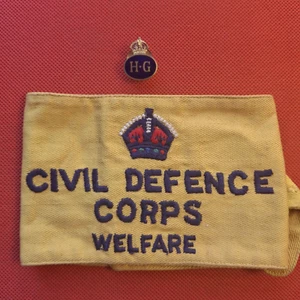 H·G
CIVIL DEFENCE
CORPS
WELFARE